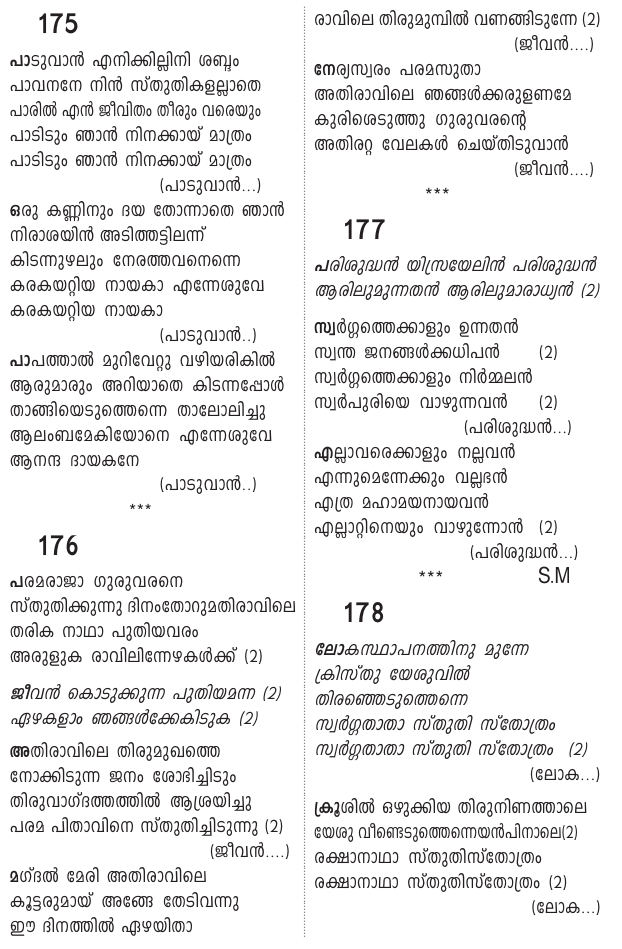 175
പാടുവാൻ എനിക്കില്ലിനി ശബ്ദം
പാവനനേ നിൻ സ്തുതികളല്ലാതെ
പാരിൽ എൻ ജീവിതം തീരും വരെയും
പാടിടും ഞാൻ നിനക്കായ് മാത്രം
പാടിടും ഞാൻ നിനക്കായ് മാത്രം
(പാടുവാൻ...)
ഒരു കണ്ണിനും ദയ തോന്നാതെ ഞാൻ
നിരാശയിൻ അടിത്തട്ടിലന്ന്
കിടന്നുഴലും നേരത്തവനെന്നെ
കരകയറ്റിയ നായകാ എന്നേശുവേ
കരകയറ്റിയ നായകാ
(പാടുവാൻ..)
പാപത്താൽ മുറിവേറ്റു വഴിയരികിൽ
ആരുമാരും അറിയാതെ കിടന്നപ്പോൾ
താങ്ങിയെടുത്തെന്നെ താലോലിച്ചു
ആലംബമേകിയോനെ എന്നേശുവേ
ആനന്ദ ദായകനേ
(പാടുവാൻ..)
***
176
പരമരാജാ ഗുരുവരനെ
സ്തുതിക്കുന്നു ദിനംതോറുമതിരാവിലെ
തരിക നാഥാ പുതിയവരം
അരുളുക രാവിലിന്നേഴകൾക്ക് (2)
ജീവൻ കൊടുക്കുന്ന പുതിയമന്ന (2)
ഏഴകളാം ഞങ്ങൾക്കേകിടുക (2)
അതിരാവിലെ തിരുമുഖത്തെ
നോക്കിടുന്ന ജനം ശോഭിച്ചിടും
തിരുവാഗ്ദത്തത്തിൽ ആശ്രയിച്ചു
പരമ പിതാവിനെ സ്തുതിച്ചിടുന്നു (2)
(ജീവൻ....)
മഗ്ദൽ മേരി അതിരാവിലെ
കൂട്ടരുമായ് അങ്ങേ തേടിവന്നു
ഈ ദിനത്തിൽ ഏഴയിതാ
രാവിലെ തിരുമുമ്പിൽ വണങ്ങിടുന്നേ (2)
(ജീവൻ....)
നേര്യസ്വരം പരമസുതാ
അതിരാവിലെ ഞങ്ങൾക്കരുളണമേ
കുരിശെടുത്തു ഗുരുവരന്റെ
അതിരറ്റ വേലകൾ ചെയ്തിടുവാൻ
(ജീവൻ....)
***
177
പരിശുദ്ധൻ യിസ്രയേലിൻ പരിശുദ്ധൻ
ആരിലുമുന്നതൻ ആരിലുമാരാധ്യൻ (2)
സ്വർഗ്ഗത്തെക്കാളും ഉന്നതൻ
സ്വന്ത ജനങ്ങൾക്കധിപൻ (2)
സ്വർഗ്ഗത്തെക്കാളും നിർമ്മലൻ
സ്വർപുരിയെ വാഴുന്നവൻ (2)
(പരിശുദ്ധൻ...)
എല്ലാവരെക്കാളും നല്ലവൻ
എന്നുമെന്നേക്കും വല്ലഭൻ
എത്ര മഹാമയനായവൻ
എല്ലാറ്റിനെയും വാഴുന്നോൻ (2)
(പരിശുദ്ധൻ...)
*** S.M
178
ലോകസ്ഥാപനത്തിനു മുന്നേ
ക്രിസ്തു യേശുവിൽ
തിരഞ്ഞെടുത്തെന്നെ
സ്വർഗ്ഗതാതാ സ്തുതി സ്തോത്രം
സ്വർഗ്ഗതാതാ സ്തുതി സ്തോത്രം (2)
(ലോക...)
ക്രൂശിൽ ഒഴുക്കിയ തിരുനിണത്താലെ
യേശു വീണ്ടെടുത്തെന്നെയൻപിനാലെ(2)
രക്ഷാനാഥാ സ്തുതിസ്തോത്രം
രക്ഷാനാഥാ സ്തുതിസ്തോത്രം (2)
(ലോക...)